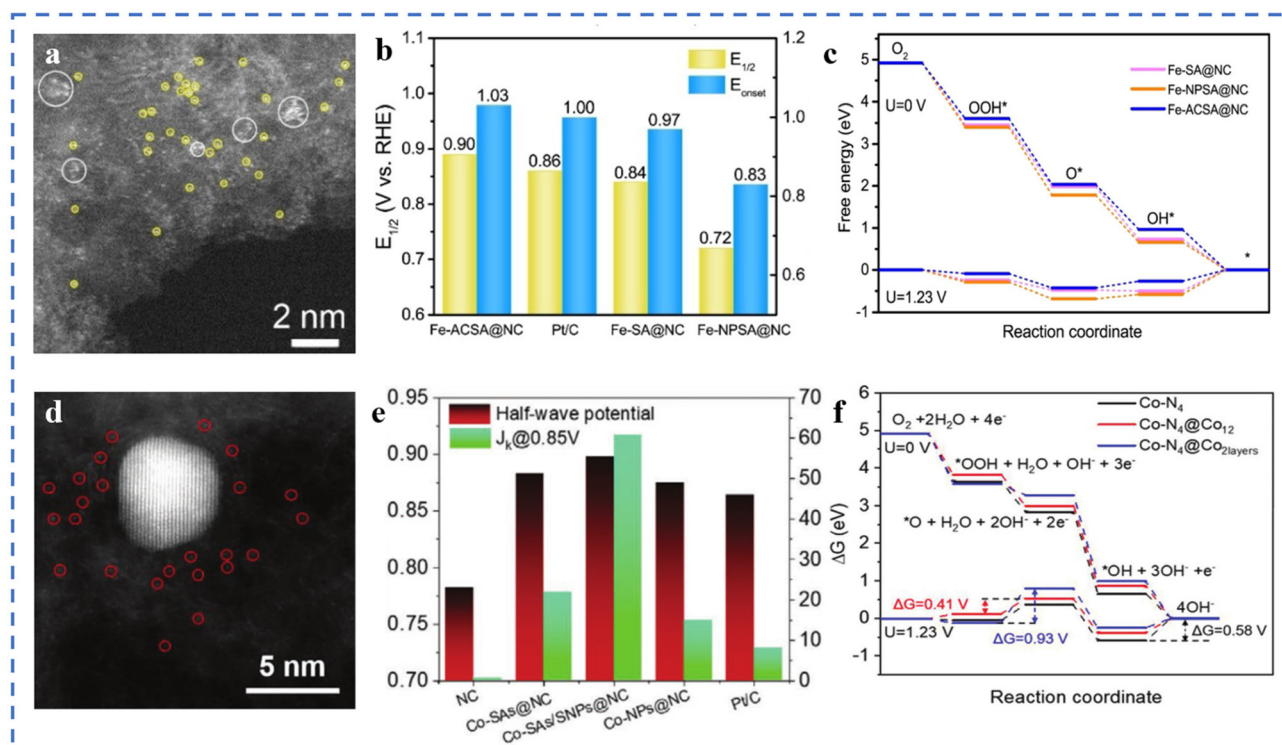 a
2 nm
b
E1/2
Eonset
1.1
1.0
0.9
0.8
0.7
0.6
E1/2 (V vs. RHE)
1.2
1.0
0.8
0.6
0.90
1.03
0.86
1.00
0.84
0.97
0.72
0.83
Fe-ACSA@NC
Pt/C
Fe-SA@NC
Fe-NPSA@NC
c
Free energy (eV)
5
4
3
2
1
0
-1
O2
U=0 V
OOH*
O*
OH*
*
Fe-SA@NC
Fe-NPSA@NC
Fe-ACSA@NC
U=1.23 V
Reaction coordinate
d
5 nm
e
Half-wave potential
Jk@0.85V
0.95
0.90
0.85
0.80
0.75
0.70
70
60
50
40
30
20
10
0
NC
Co-SAs@NC
Co-SAs/SNPs@NC
Co-NPs@NC
Pt/C
f
ΔG (eV)
6
5
4
3
2
1
0
-1
Co-N4
Co-N4@Co12
Co-N4@Co2layers
O2 +2H2O + 4e-
U=0 V
*OOH + H2O + OH- + 3e-
*O + H2O + 2OH- + 2e-
*OH + 3OH- +e-
4OH-
ΔG=0.41 V
ΔG=0.93 V
ΔG=0.58 V
U=1.23 V
Reaction coordinate